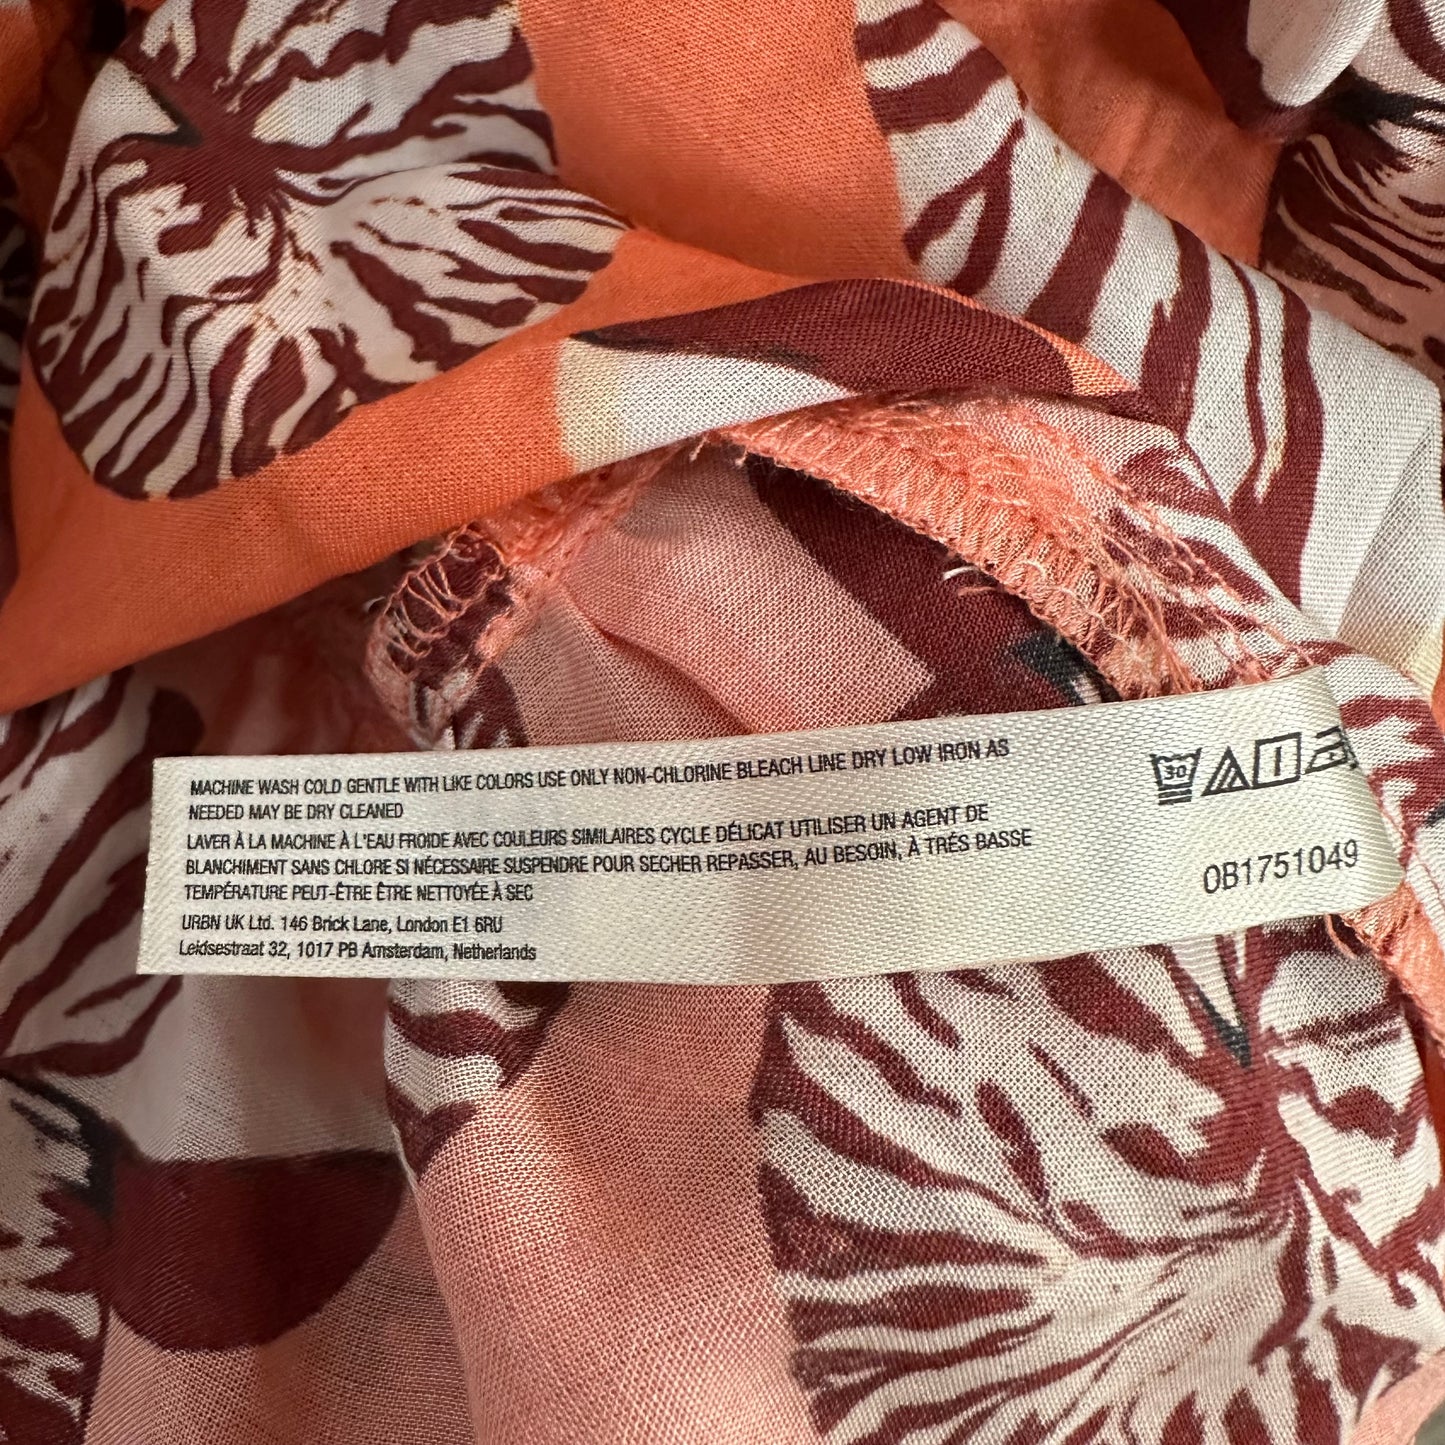 MACHINE WASH COLD GENTLE WITH LIKE COLORS USE ONLY NON-CHLORINE BLEACH LINE DRY LOW IRON AS
NEEDED MAY BE DRY CLEANED
LAVER À LA MACHINE À L'EAU FROIDE AVEC COULEURS SIMILAIRES CYCLE DÉLICAT UTILISER UN AGENT DE
BLANCHIMENT SANS CHLORE SI NÉCESSAIRE SUSPENDRE POUR SECHER REPASSER, AU BESOIN, À TRÉS BASSE
TEMPÉRATURE PEUT-ÊTRE ÊTRE NETTOYÉE À SEC
URBN UK Ltd. 146 Brick Lane, London E1 6RU
Leidsestraat 32, 1017 PB Amsterdam, Netherlands
30
0B1751049